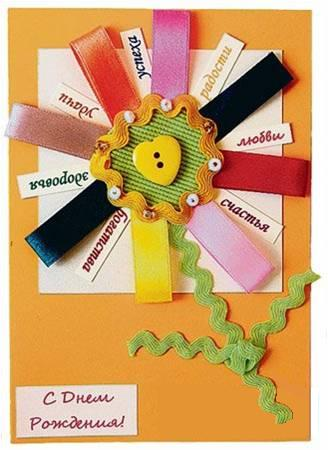 успеха
радости
любви
счастья
богатства
здоровья
удачи
С Днем
Рождения!